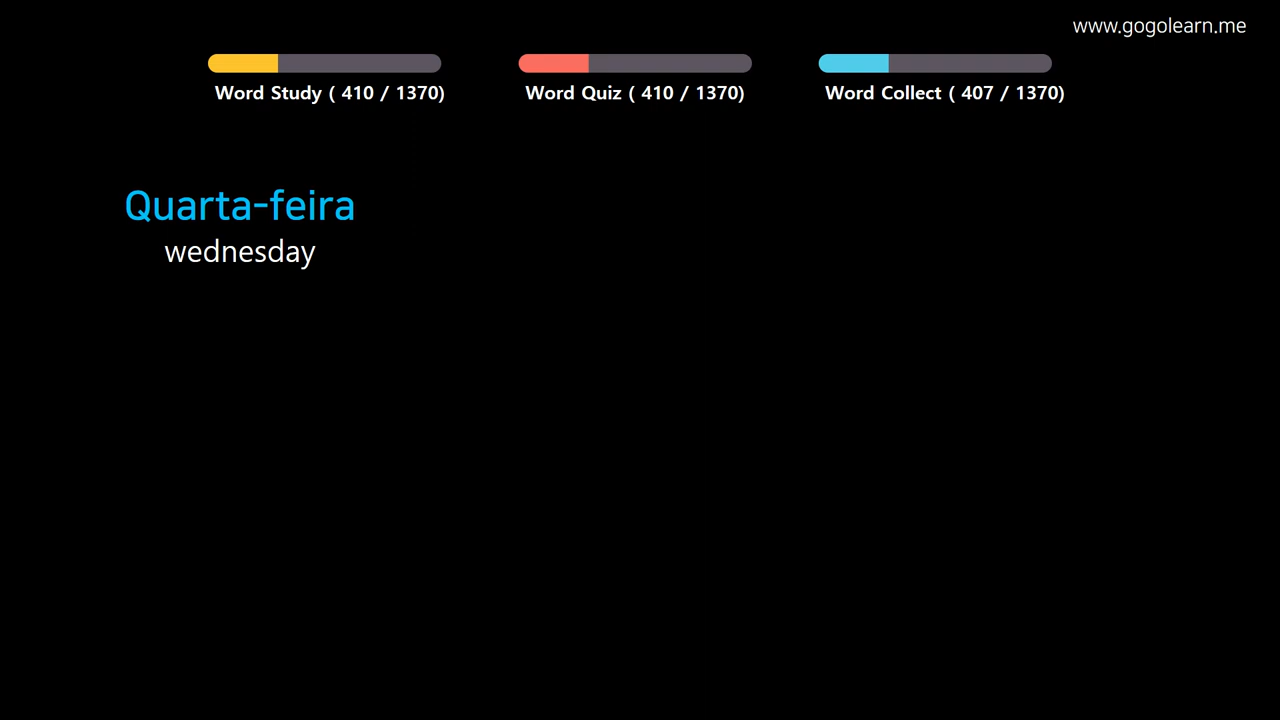 www.gogolearn.me
Word Study ( 410 / 1370)
Word Quiz ( 410 / 1370)
Word Collect ( 407 / 1370)
Quarta-feira
wednesday